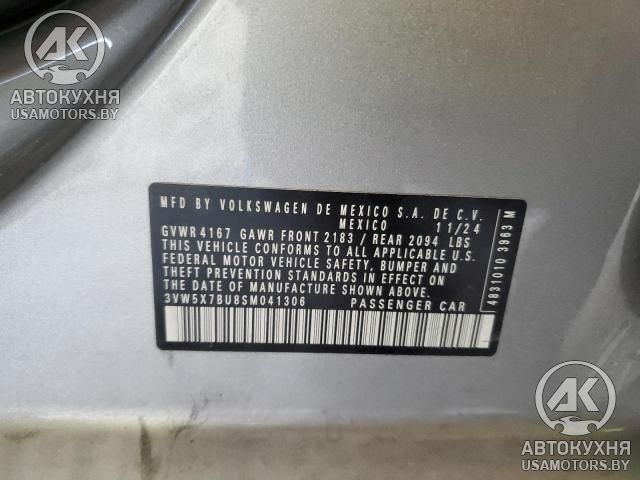 АВТОКУХНЯ
USAMOTORS.BY
MFD BY VOLKSWAGEN DE MEXICO S.A. DE C.V.
MEXICO 11/24
GVWR 4167 GAWR FRONT 2183 / REAR 2094 LBS
THIS VEHICLE CONFORMS TO ALL APPLICABLE U.S.
FEDERAL MOTOR VEHICLE SAFETY, BUMPER AND
THEFT PREVENTION STANDARDS IN EFFECT ON
THE DATE OF MANUFACTURE SHOWN ABOVE.
3VW5X7BU8SM041306 PASSENGER CAR
4831010 3963 M
AK
АВТОКУХНЯ
USAMOTORS.BY